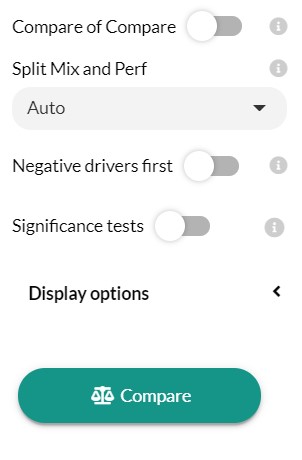 Compare of Compare
Split Mix and Perf
Auto
Negative drivers first
Significance tests
Display options
Compare